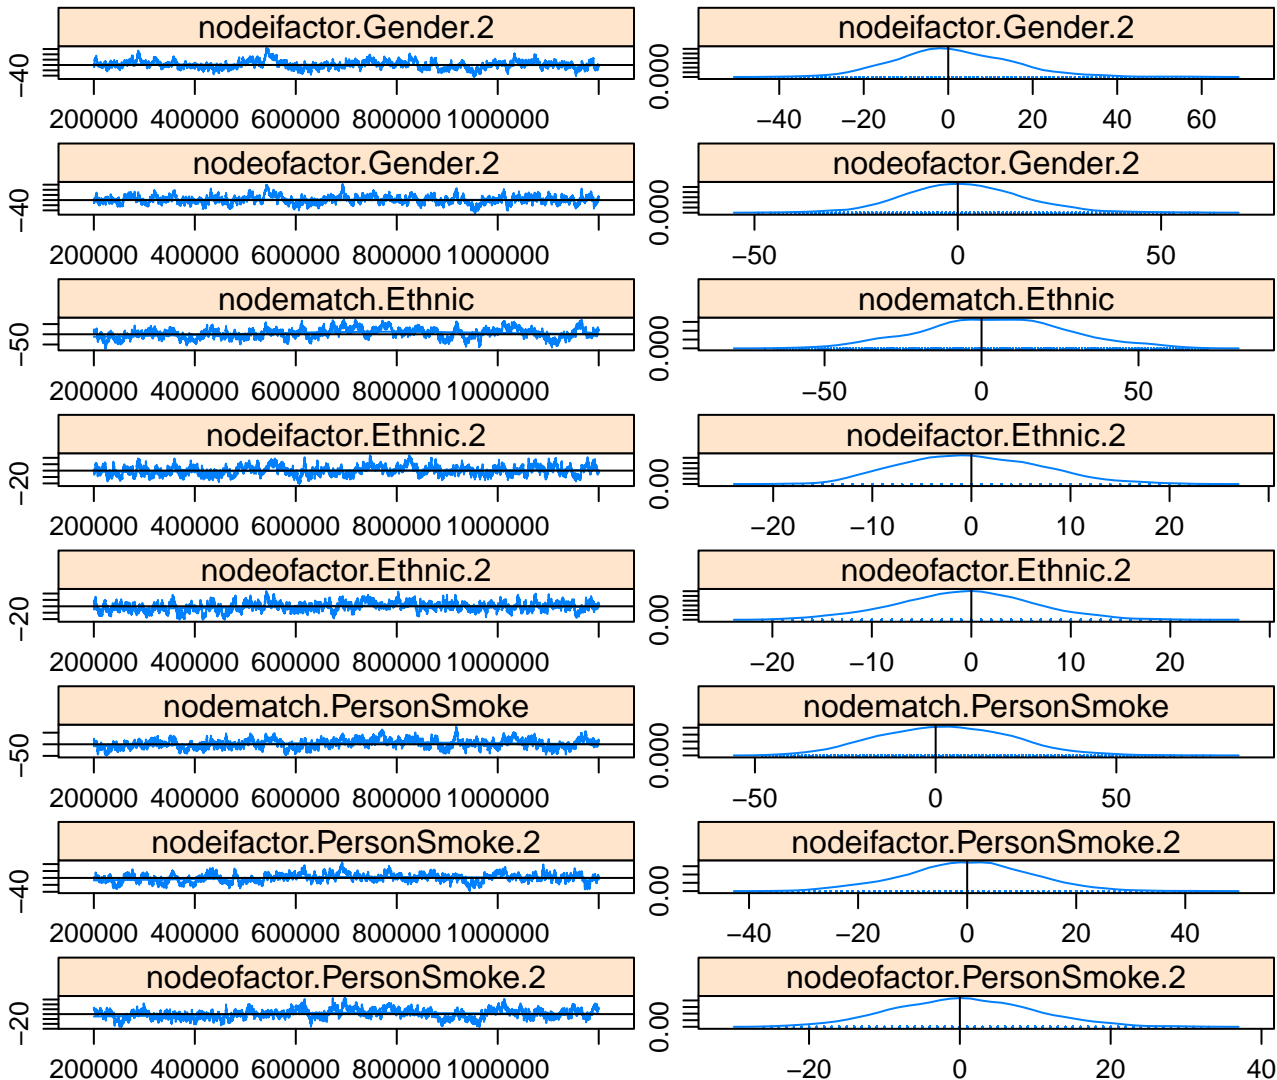 nodeifactor.Gender.2 nodeifactor.Gender.2
−40 0.000
200000 400000 600000 800000 1000000 −40 −20 0 20 40 60
nodeofactor.Gender.2 nodeofactor.Gender.2
−40 0.000
200000 400000 600000 800000 1000000 −50 0 50
nodematch.Ethnic nodematch.Ethnic
−50 0.000
200000 400000 600000 800000 1000000 −50 0 50
nodeifactor.Ethnic.2 nodeifactor.Ethnic.2
−20 0.00
200000 400000 600000 800000 1000000 −20 −10 0 10 20
nodeofactor.Ethnic.2 nodeofactor.Ethnic.2
−20 0.00
200000 400000 600000 800000 1000000 −20 −10 0 10 20
nodematch.PersonSmoke nodematch.PersonSmoke
−50 0.000
200000 400000 600000 800000 1000000 −50 0 50
nodeifactor.PersonSmoke.2 nodeifactor.PersonSmoke.2
−40 0.00
200000 400000 600000 800000 1000000 −40 −20 0 20 40
nodeofactor.PersonSmoke.2 nodeofactor.PersonSmoke.2
−20 0.00
200000 400000 600000 800000 1000000 −20 0 20 40